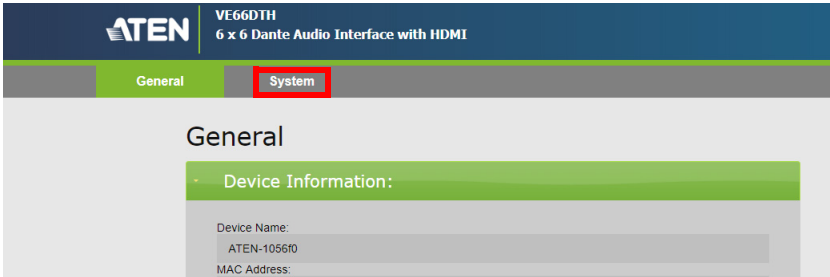 ATEN
VE66DTH
6 x 6 Dante Audio Interface with HDMI
General
System
General
Device Information:
Device Name:
ATEN-1056f0
MAC Address: